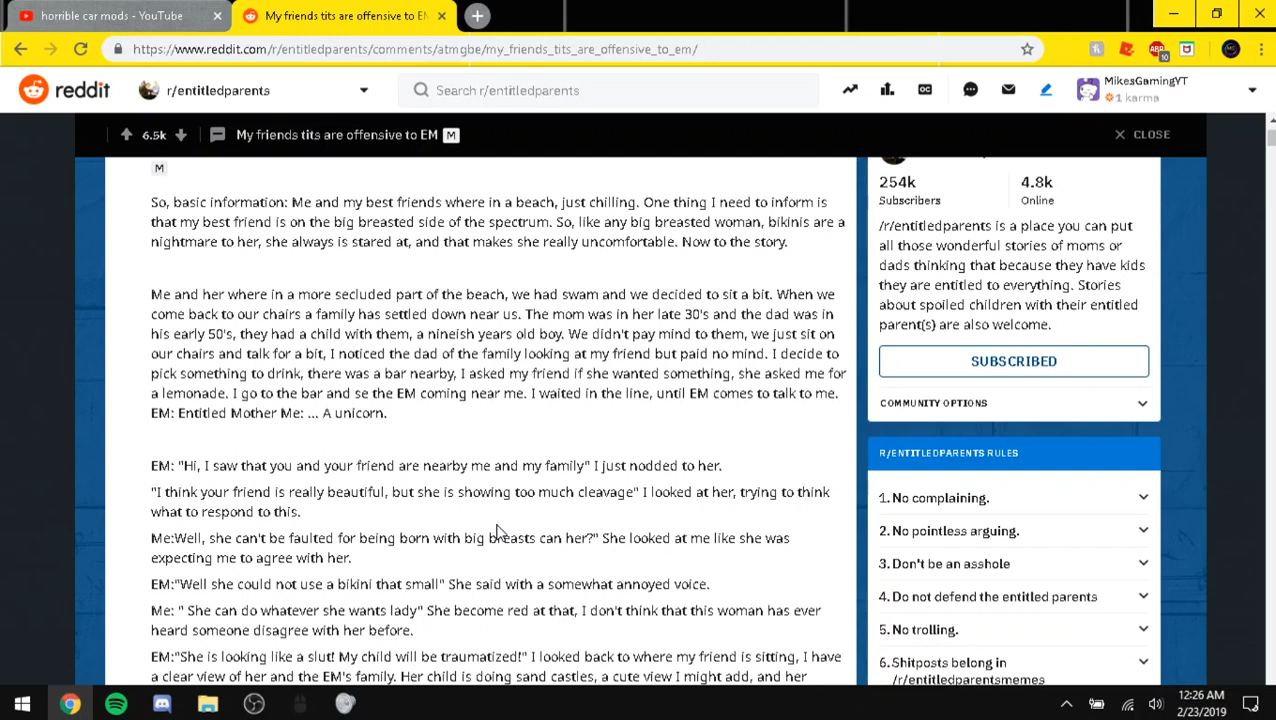 horrible car mods - YouTube
My friends tits are offensive to EM
https://www.reddit.com/r/entitledparents/comments/atmgbe/my_friends_tits_are_offensive_to_em/
ABP
10
reddit
r/entitledparents
Search r/entitledparents
OC
MikesGamingYT
1 karma
6.5k
My friends tits are offensive to EM M
CLOSE
M
So, basic information: Me and my best friends where in a beach, just chilling. One thing I need to inform is
that my best friend is on the big breasted side of the spectrum. So, like any big breasted woman, bikinis are a
nightmare to her, she always is stared at, and that makes she really uncomfortable. Now to the story.
Me and her where in a more secluded part of the beach, we had swam and we decided to sit a bit. When we
come back to our chairs a family has settled down near us. The mom was in her late 30's and the dad was in
his early 50's, they had a child with them, a nineish years old boy. We didn't pay mind to them, we just sit on
our chairs and talk for a bit, I noticed the dad of the family looking at my friend but paid no mind. I decide to
pick something to drink, there was a bar nearby, I asked my friend if she wanted something, she asked me for
a lemonade. I go to the bar and se the EM coming near me. I waited in the line, until EM comes to talk to me.
EM: Entitled Mother Me: ... A unicorn.
EM: "Hi, I saw that you and your friend are nearby me and my family" I just nodded to her.
"I think your friend is really beautiful, but she is showing too much cleavage" I looked at her, trying to think
what to respond to this.
Me:Well, she can't be faulted for being born with big breasts can her?" She looked at me like she was
expecting me to agree with her.
EM:"Well she could not use a bikini that small" She said with a somewhat annoyed voice.
Me: " She can do whatever she wants lady" She become red at that, I don't think that this woman has ever
heard someone disagree with her before.
EM:"She is looking like a slut! My child will be traumatized!" I looked back to where my friend is sitting, I have
a clear view of her and the EM's family. Her child is doing sand castles, a cute view I might add, and her
254k
4.8k
Subscribers
Online
/r/entitledparents is a place you can put
all those wonderful stories of moms or
dads thinking that because they have kids
they are entitled to everything. Stories
about spoiled children with their entitled
parent(s) are also welcome.
SUBSCRIBED
COMMUNITY OPTIONS
R/ENTITLEDPARENTS RULES
1. No complaining.
2. No pointless arguing.
3. Don't be an asshole
4. Do not defend the entitled parents
5. No trolling.
6. Shitposts belong in
/r/entitledparentsmemes
12:26 AM
2/23/2019